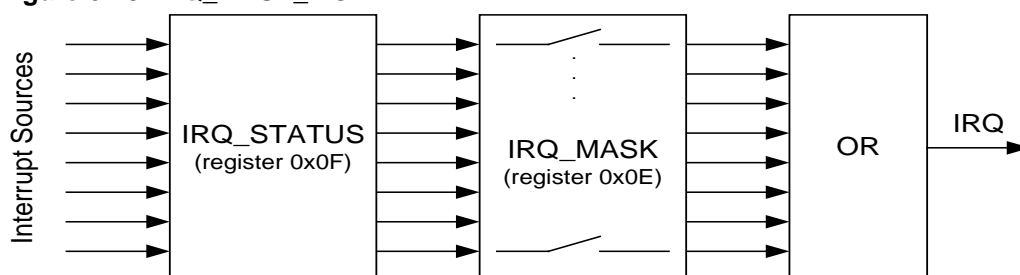 Interrupt Sources
IRQ_STATUS
(register 0x0F)
IRQ_MASK
(register 0x0E)
OR
IRQ